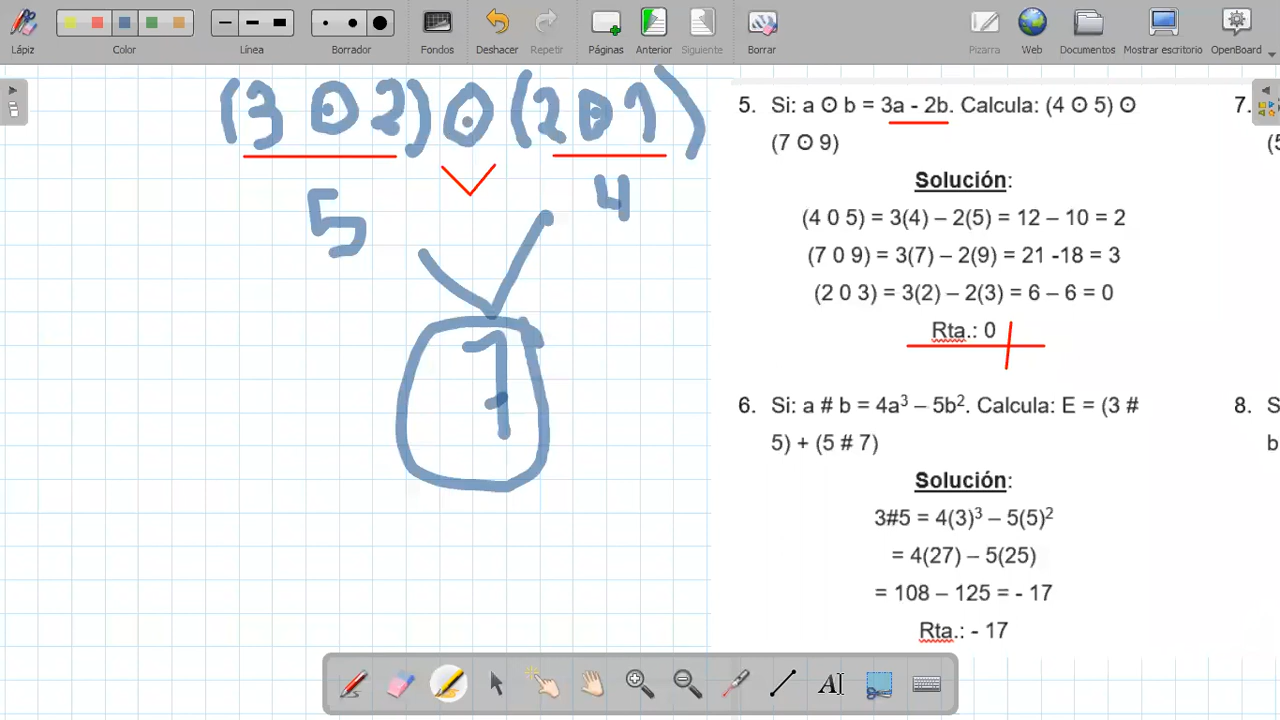 Lápiz
Color
Línea
Borrador
Fondos
Deshacer
Repetir
Páginas
Anterior
Siguiente
Borrar
Pizarra
Web
Documentos
Mostrar escritorio
OpenBoard
(3 ⊙ 2) ⊙ (2 ⊙ 1)
5
4
7
5. Si: a ʘ b = 3a - 2b. Calcula: (4 ʘ 5) ʘ
(7 ʘ 9)
Solución:
(4 0 5) = 3(4) – 2(5) = 12 – 10 = 2
(7 0 9) = 3(7) – 2(9) = 21 -18 = 3
(2 0 3) = 3(2) – 2(3) = 6 – 6 = 0
Rta.: 0
6. Si: a # b = 4a³ – 5b². Calcula: E = (3 #
5) + (5 # 7)
Solución:
3#5 = 4(3)³ – 5(5)²
= 4(27) – 5(25)
= 108 – 125 = - 17
Rta.: - 17
7.
(5
8. S
b
AI